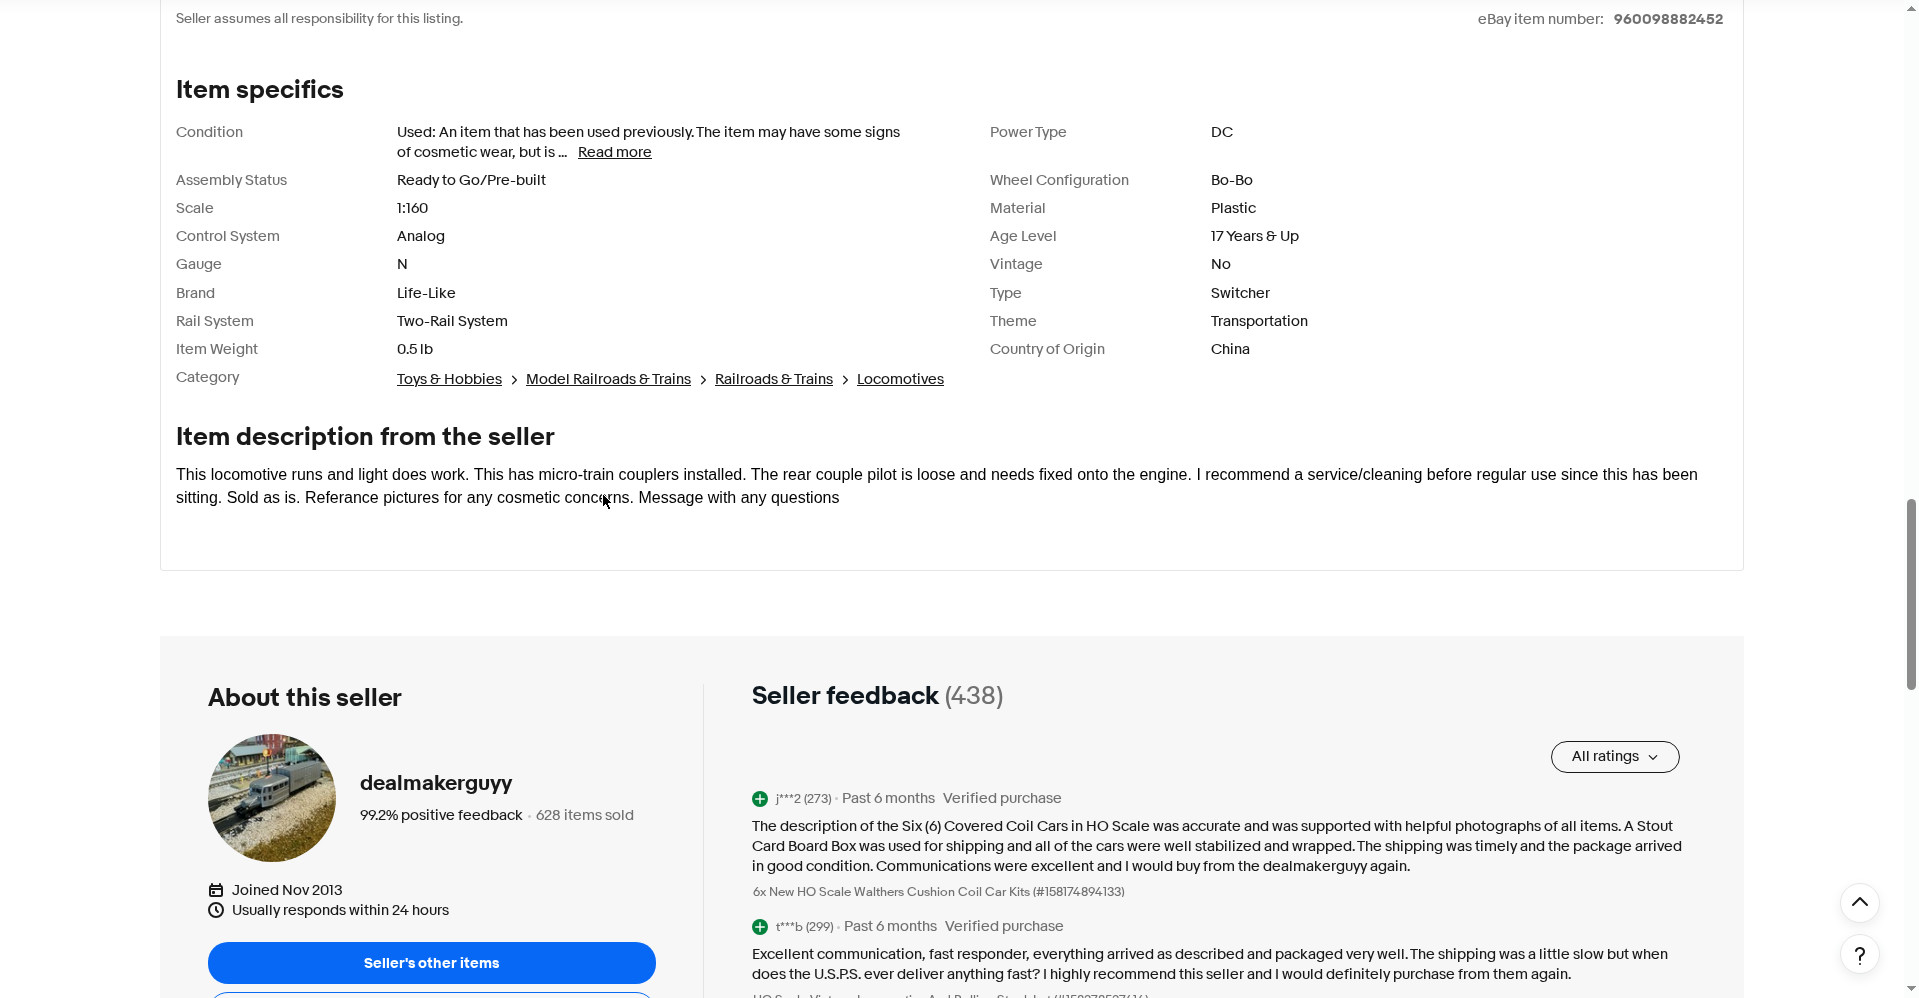 Seller assumes all responsibility for this listing.
eBay item number: 960098882452
Item specifics
Condition
Used: An item that has been used previously. The item may have some signs
of cosmetic wear, but is ... Read more
Power Type
DC
Assembly Status
Ready to Go/Pre-built
Wheel Configuration
Bo-Bo
Scale
1:160
Material
Plastic
Control System
Analog
Age Level
17 Years & Up
Gauge
N
Vintage
No
Brand
Life-Like
Type
Switcher
Rail System
Two-Rail System
Theme
Transportation
Item Weight
0.5 lb
Country of Origin
China
Category
Toys & Hobbies > Model Railroads & Trains > Railroads & Trains > Locomotives
Item description from the seller
This locomotive runs and light does work. This has micro-train couplers installed. The rear couple pilot is loose and needs fixed onto the engine. I recommend a service/cleaning before regular use since this has been
sitting. Sold as is. Referance pictures for any cosmetic concerns. Message with any questions
About this seller
dealmakerguyy
99.2% positive feedback · 628 items sold
Joined Nov 2013
Usually responds within 24 hours
Seller's other items
Seller feedback (438)
All ratings
j***2 (273) · Past 6 months Verified purchase
The description of the Six (6) Covered Coil Cars in HO Scale was accurate and was supported with helpful photographs of all items. A Stout
Card Board Box was used for shipping and all of the cars were well stabilized and wrapped. The shipping was timely and the package arrived
in good condition. Communications were excellent and I would buy from the dealmakerguyy again.
6x New HO Scale Walthers Cushion Coil Car Kits (#158174894133)
t***b (299) · Past 6 months Verified purchase
Excellent communication, fast responder, everything arrived as described and packaged very well. The shipping was a little slow but when
does the U.S.P.S. ever deliver anything fast? I highly recommend this seller and I would definitely purchase from them again.